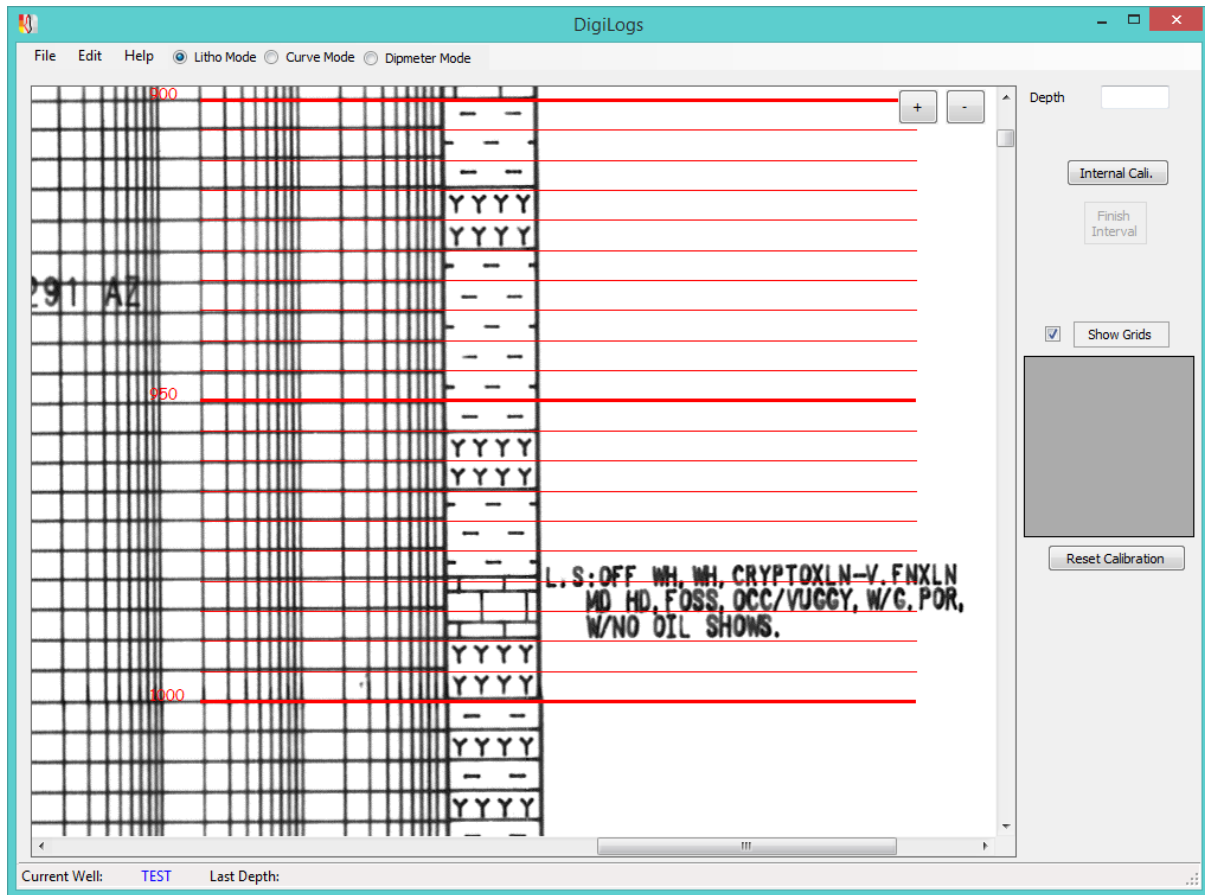 DigiLogs
File Edit Help Litho Mode Curve Mode Dipmeter Mode
900
+ -
Depth
Internal Cali.
Finish
Interval
291 AZ
Show Grids
950
Reset Calibration
L.S:OFF WH, WH, CRYPTOXLN-V.FNXLN
MD HD, FOSS, OCC/VUGGY, W/G. POR,
W/NO OIL SHOWS.
1000
Current Well: TEST Last Depth: